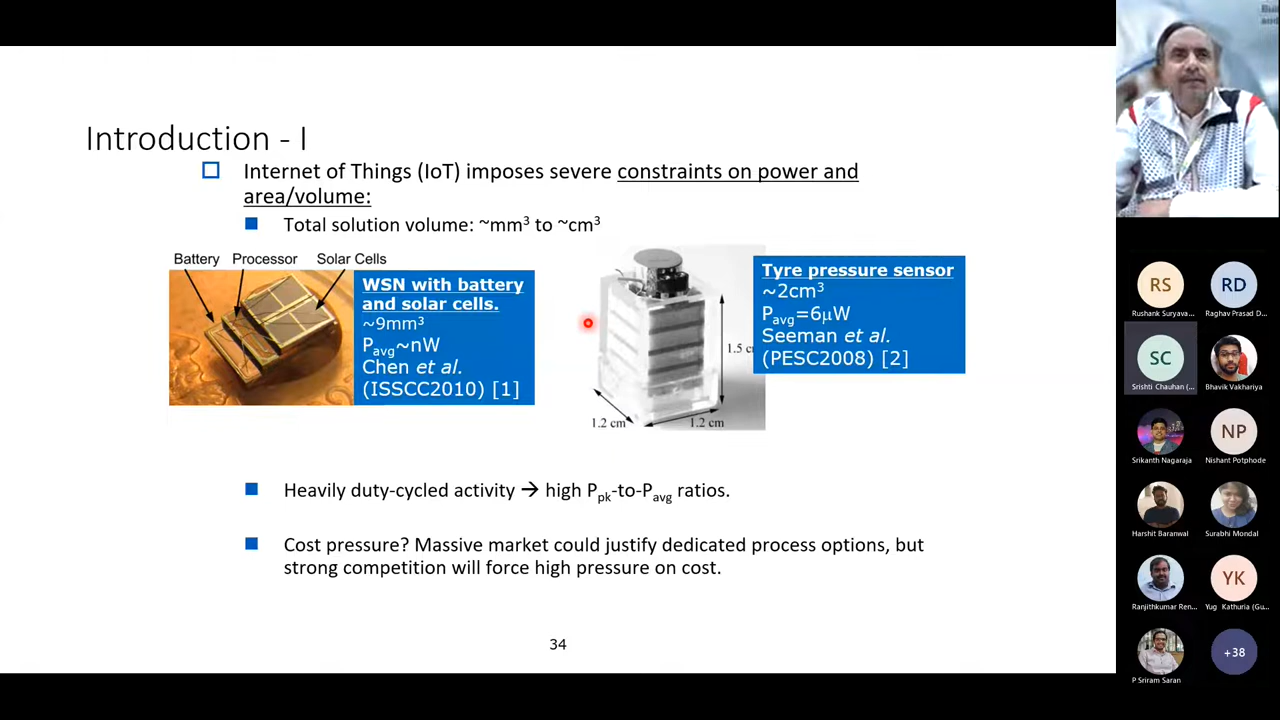 Introduction - I
Internet of Things (IoT) imposes severe constraints on power and
area/volume:
Total solution volume: ~mm³ to ~cm³
Battery Processor Solar Cells
WSN with battery
and solar cells.
~9mm³
Pavg~nW
Chen et al.
(ISSCC2010) [1]
1.5 c
1.2 cm
1.2 cm
Tyre pressure sensor
~2cm³
Pavg=6µW
Seeman et al.
(PESC2008) [2]
Heavily duty-cycled activity → high Ppk-to-Pavg ratios.
Cost pressure? Massive market could justify dedicated process options, but
strong competition will force high pressure on cost.
34
RS
Rushank Suryava...
RD
Raghav Prasad D...
SC
Srishti Chauhan (...
Bhavik Vakhariya
Srikanth Nagaraja
NP
Nishant Potphode
Harshit Baranwal
Surabhi Mondal
Ranjithkumar Ren...
YK
Yug Kathuria (Gu...
P Sriram Saran
+38